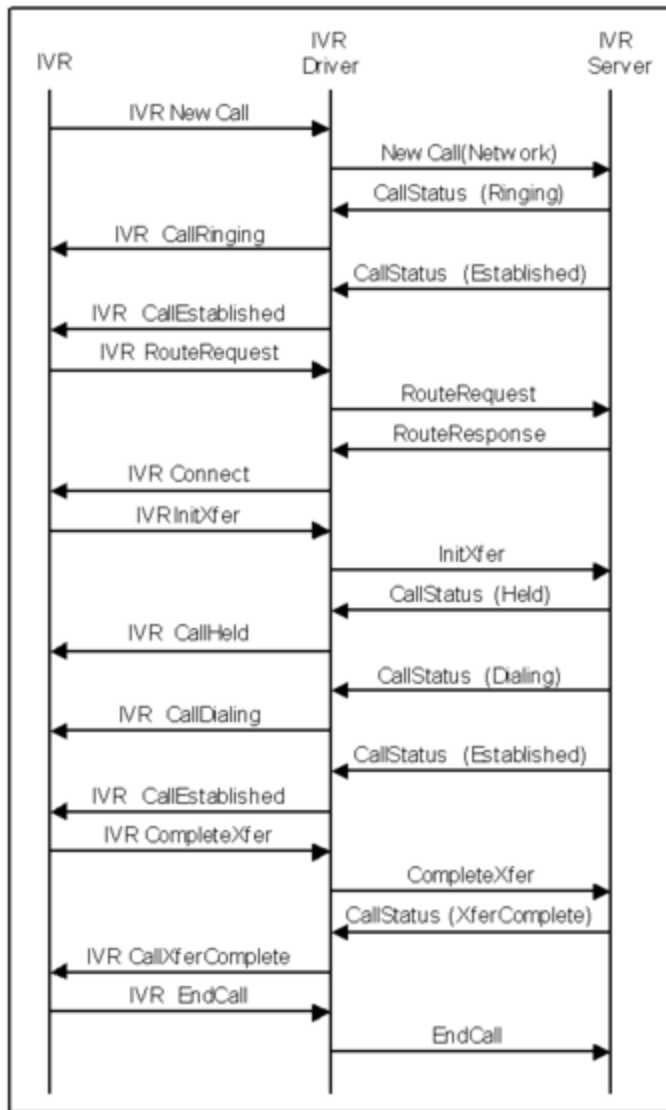 IVR
IVR
Driver
IVR
Server
IVR New Call
New Call(Network)
CallStatus (Ringing)
IVR CallRinging
CallStatus (Established)
IVR CallEstablished
IVR RouteRequest
RouteRequest
RouteResponse
IVR Connect
IVRInitXfer
InitXfer
CallStatus (Held)
IVR CallHeld
CallStatus (Dialing)
IVR CallDialing
CallStatus (Established)
IVR CallEstablished
IVR CompleteXfer
CompleteXfer
CallStatus (XferComplete)
IVR CallXferComplete
IVR EndCall
EndCall